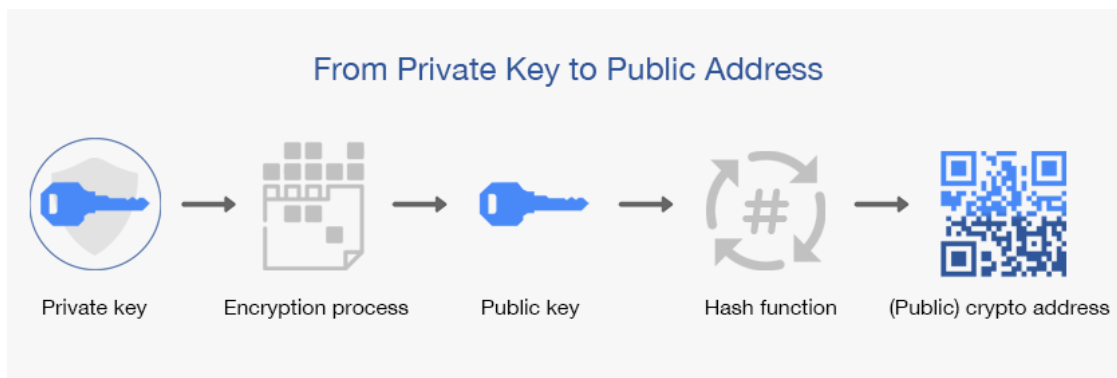 From Private Key to Public Address
Private key
Encryption process
Public key
#
Hash function
(Public) crypto address